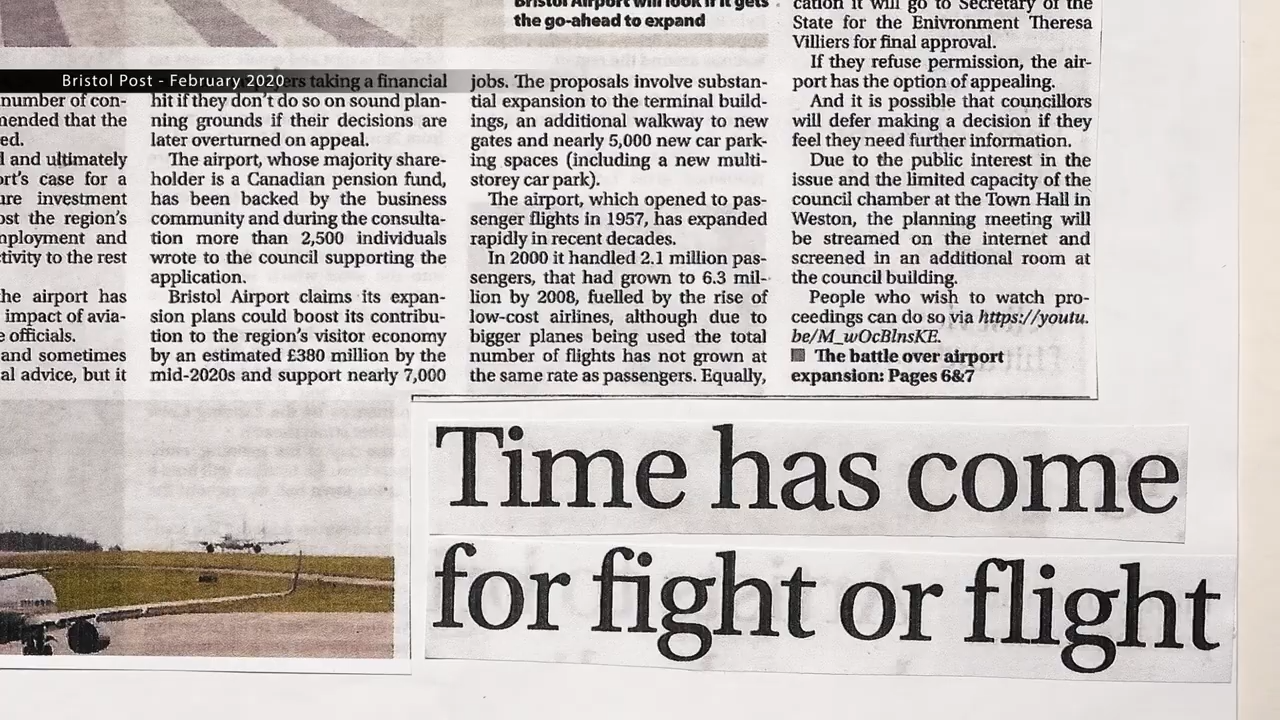 Bristol Post - February 2020
number of con-
mended that the
ed.
d and ultimately
ort's case for a
ure investment
ost the region's
mployment and
tivity to the rest
he airport has
impact of avia-
e officials.
and sometimes
al advice, but it
ers taking a financial
hit if they don't do so on sound plan-
ning grounds if their decisions are
later overturned on appeal.
The airport, whose majority share-
holder is a Canadian pension fund,
has been backed by the business
community and during the consulta-
tion more than 2,500 individuals
wrote to the council supporting the
application.
Bristol Airport claims its expan-
sion plans could boost its contribu-
tion to the region's visitor economy
by an estimated £380 million by the
mid-2020s and support nearly 7,000
Bristol Airport will look if it gets
the go-ahead to expand
jobs. The proposals involve substan-
tial expansion to the terminal build-
ings, an additional walkway to new
gates and nearly 5,000 new car park-
ing spaces (including a new multi-
storey car park).
The airport, which opened to pas-
senger flights in 1957, has expanded
rapidly in recent decades.
In 2000 it handled 2.1 million pas-
sengers, that had grown to 6.3 mil-
lion by 2008, fuelled by the rise of
low-cost airlines, although due to
bigger planes being used the total
number of flights has not grown at
the same rate as passengers. Equally,
cation it will go to Secretary of the
State for the Enivronment Theresa
Villiers for final approval.
If they refuse permission, the air-
port has the option of appealing.
And it is possible that councillors
will defer making a decision if they
feel they need further information.
Due to the public interest in the
issue and the limited capacity of the
council chamber at the Town Hall in
Weston, the planning meeting will
be streamed on the internet and
screened in an additional room at
the council building.
People who wish to watch pro-
ceedings can do so via https://youtu.
be/M_wOcBlnsKE.
The battle over airport
expansion: Pages 6&7
Time has come
for fight or flight